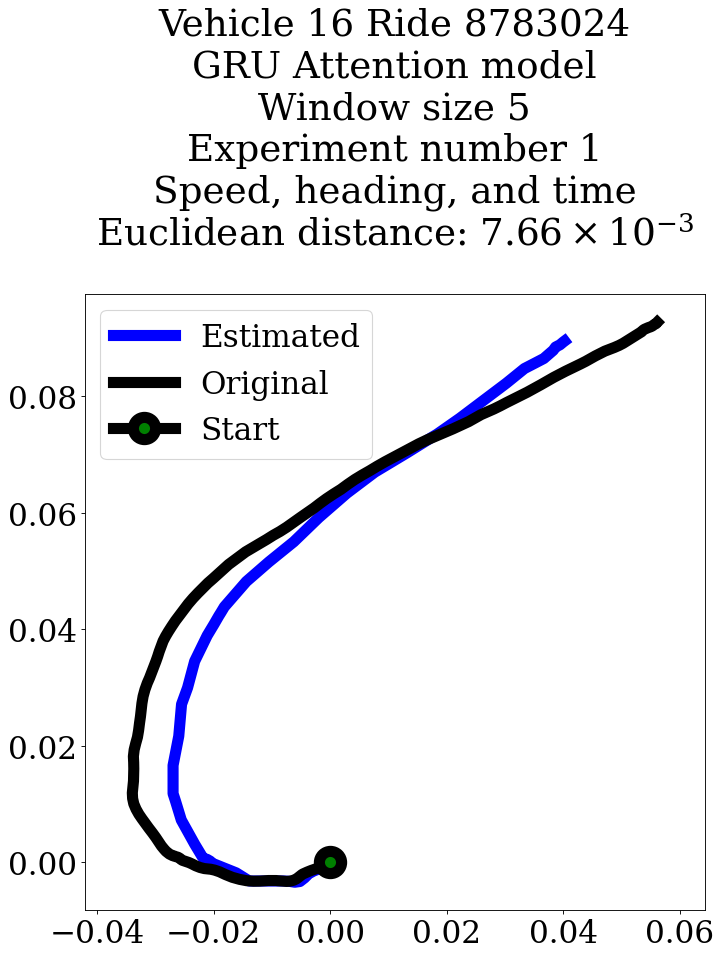 Vehicle 16 Ride 8783024
GRU Attention model
Window size 5
Experiment number 1
Speed, heading, and time
Euclidean distance: 7.66 × 10⁻³
Estimated
Original
Start
0.08
0.06
0.04
0.02
0.00
−0.04 −0.02 0.00 0.02 0.04 0.06